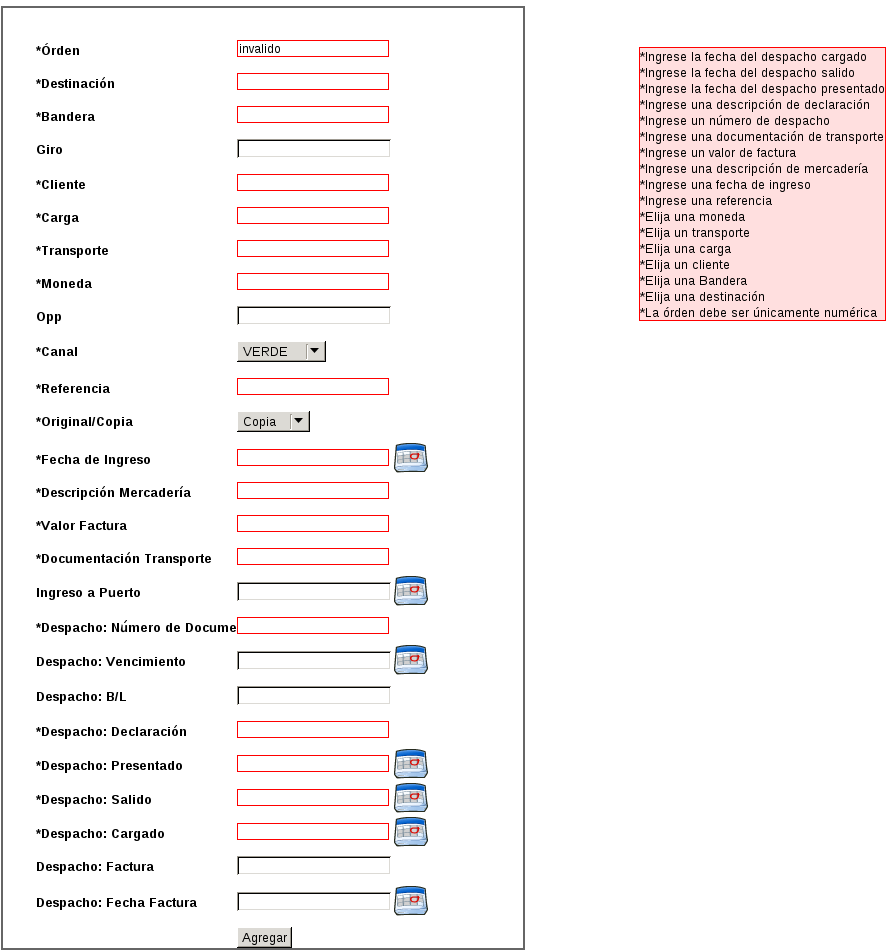 *Órden invalido
*Destinación
*Bandera
Giro
*Cliente
*Carga
*Transporte
*Moneda
Opp
*Canal VERDE
*Referencia
*Original/Copia Copia
*Fecha de Ingreso
*Descripción Mercadería
*Valor Factura
*Documentación Transporte
Ingreso a Puerto
*Despacho: Número de Docume
Despacho: Vencimiento
Despacho: B/L
*Despacho: Declaración
*Despacho: Presentado
*Despacho: Salido
*Despacho: Cargado
Despacho: Factura
Despacho: Fecha Factura
Agregar
*Ingrese la fecha del despacho cargado
*Ingrese la fecha del despacho salido
*Ingrese la fecha del despacho presentado
*Ingrese una descripción de declaración
*Ingrese un número de despacho
*Ingrese una documentación de transporte
*Ingrese un valor de factura
*Ingrese una descripción de mercadería
*Ingrese una fecha de ingreso
*Ingrese una referencia
*Elija una moneda
*Elija un transporte
*Elija una carga
*Elija un cliente
*Elija una Bandera
*Elija una destinación
*La órden debe ser únicamente numérica